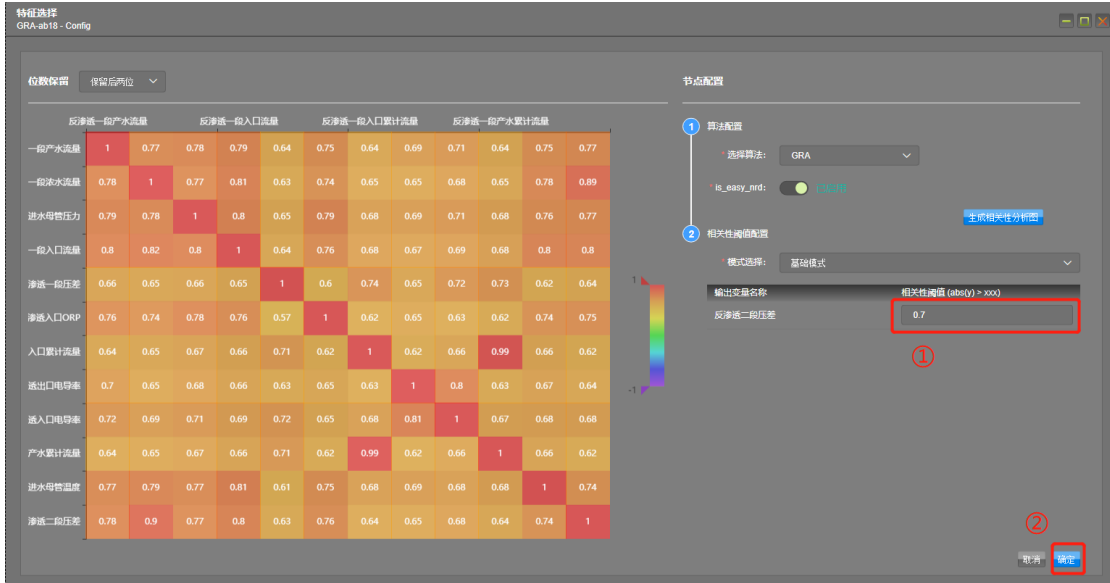 特征选择
GRA-ab18 - Config
位数保留 保留后两位
反渗透一段产水流量 反渗透一段入口流量 反渗透一段入口累计流量 反渗透一段产水累计流量
一段产水流量 1 0.77 0.78 0.79 0.64 0.75 0.64 0.69 0.71 0.64 0.75 0.77
一段浓水流量 0.78 1 0.77 0.81 0.63 0.74 0.65 0.65 0.68 0.65 0.78 0.89
进水母管压力 0.79 0.78 1 0.8 0.65 0.79 0.68 0.69 0.71 0.68 0.76 0.77
一段入口流量 0.8 0.82 0.8 1 0.64 0.76 0.68 0.67 0.69 0.68 0.8 0.8
渗透一段压差 0.66 0.65 0.66 0.65 1 0.6 0.74 0.65 0.72 0.73 0.62 0.64
渗透入口ORP 0.76 0.74 0.78 0.76 0.57 1 0.62 0.65 0.63 0.62 0.74 0.75
入口累计流量 0.64 0.65 0.67 0.66 0.71 0.62 1 0.62 0.66 0.99 0.66 0.62
透出口电导率 0.7 0.65 0.68 0.66 0.63 0.65 0.63 1 0.8 0.63 0.67 0.64
透入口电导率 0.72 0.69 0.71 0.69 0.72 0.65 0.68 0.81 1 0.67 0.68 0.68
产水累计流量 0.64 0.65 0.67 0.66 0.71 0.62 0.99 0.62 0.66 1 0.66 0.62
进水母管温度 0.77 0.79 0.77 0.81 0.61 0.75 0.68 0.69 0.68 0.68 1 0.74
渗透二段压差 0.78 0.9 0.77 0.8 0.63 0.76 0.64 0.65 0.68 0.64 0.74 1
1
-1
节点配置
1 算法配置
* 选择算法: GRA
* is_easy_nrd: 已启用
生成相关性分析图
2 相关性阈值配置
* 模式选择: 基础模式
输出变量名称 相关性阈值 (abs(y) > xxx)
反渗透二段压差 0.7
①
②
取消 确定